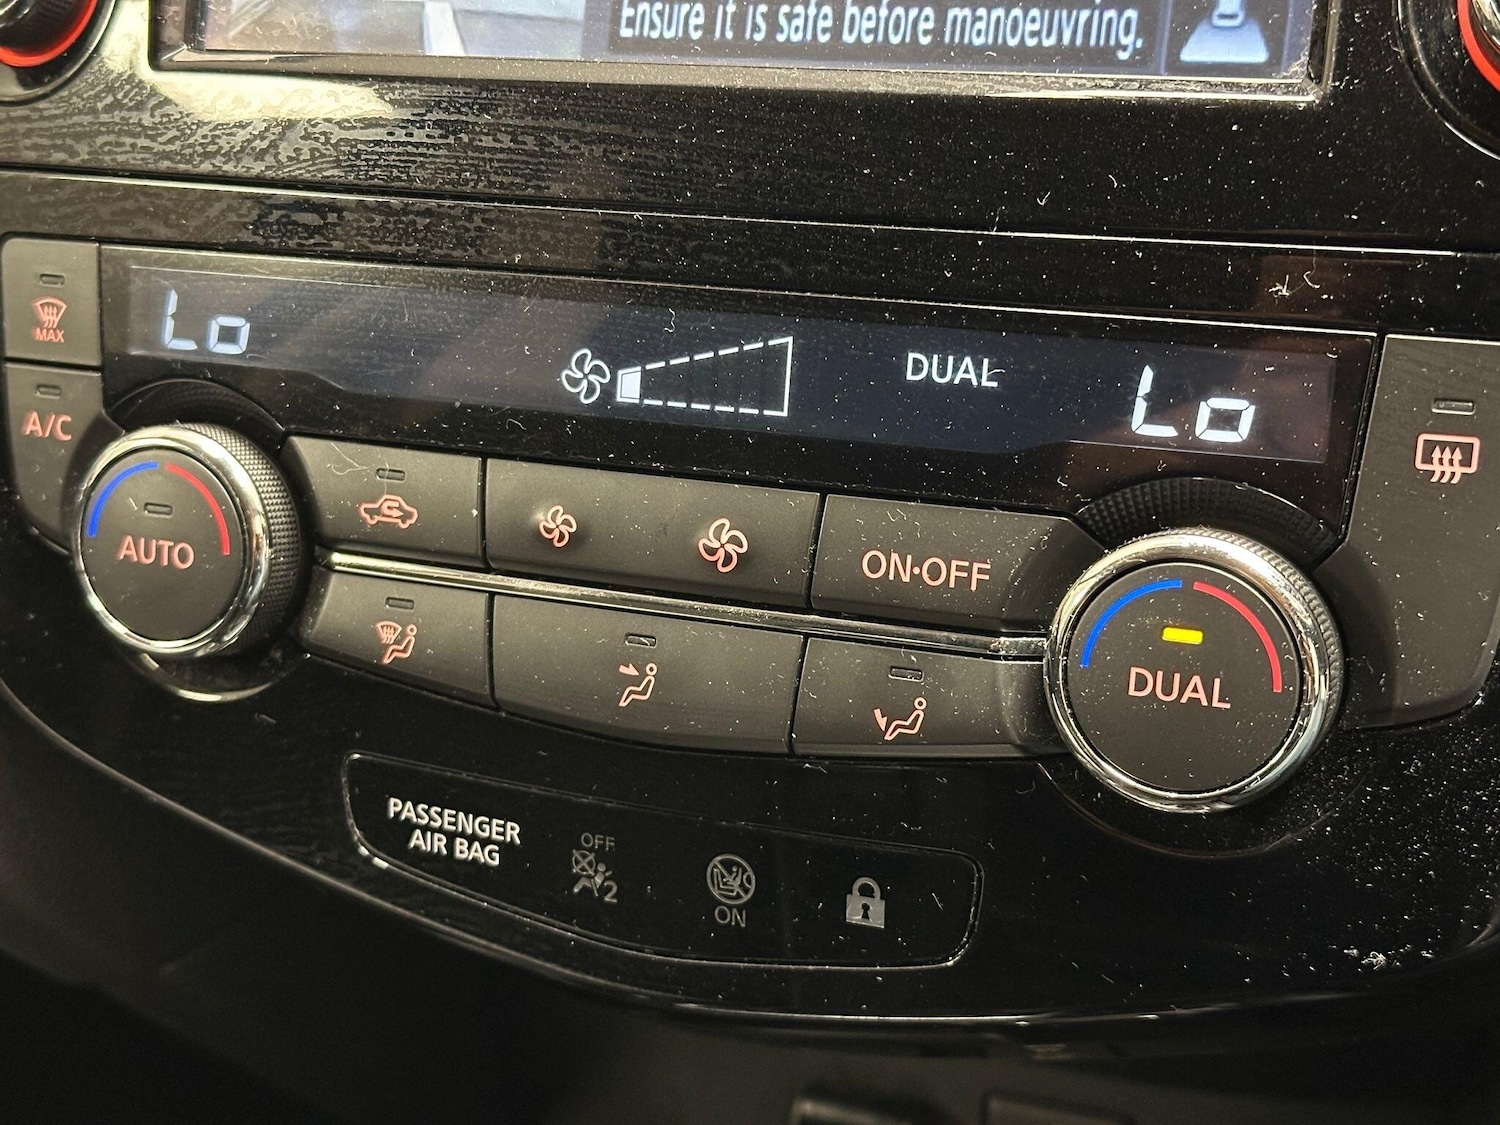 Ensure it is safe before manoeuvring.
MAX
Lo
DUAL
Lo
A/C
AUTO
ON·OFF
DUAL
PASSENGER
AIR BAG
OFF
2
ON